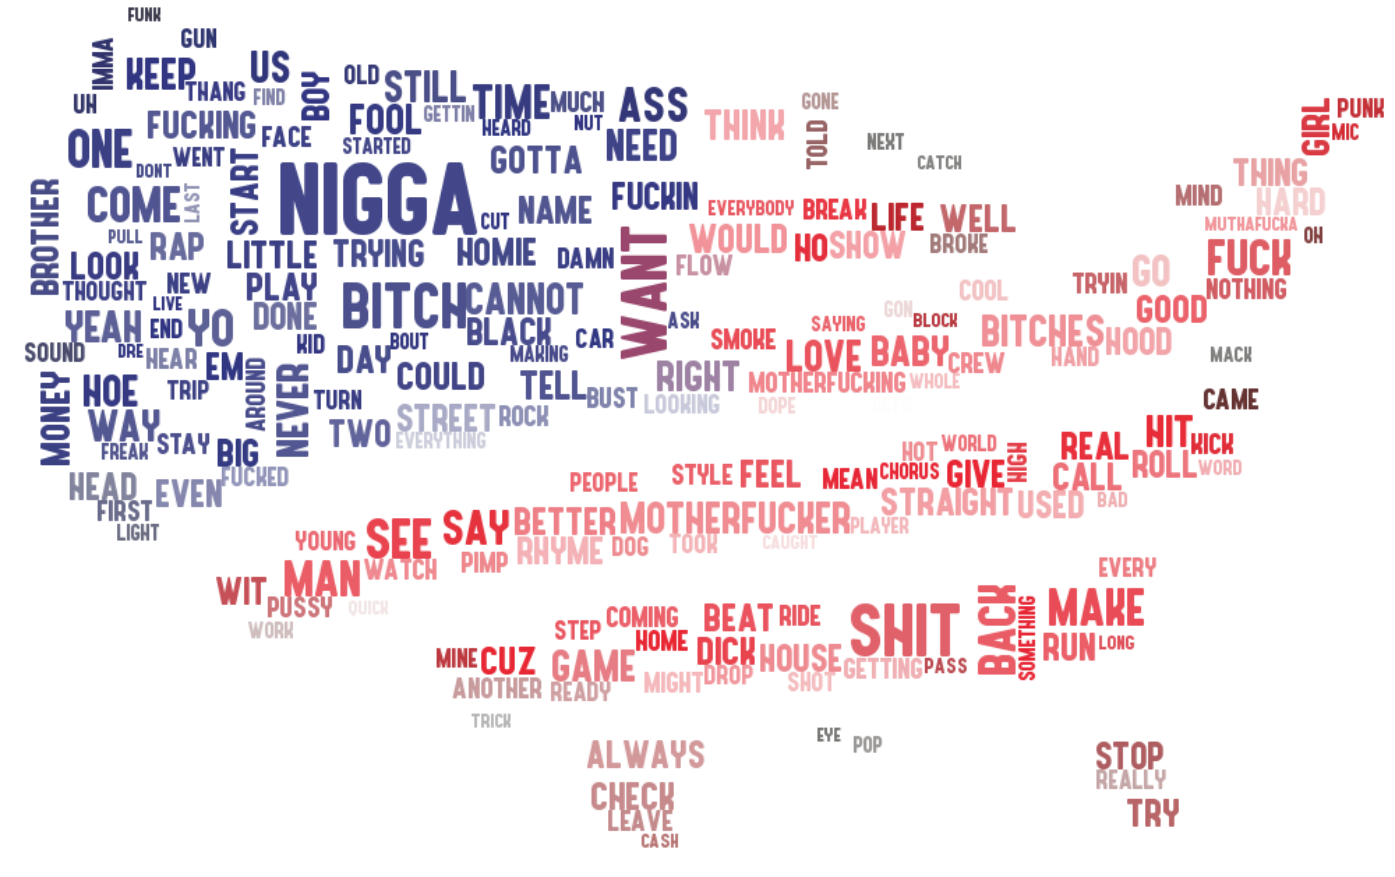 FUNK
GUN
IMMA
KEEP
US
BOY
OLD
STILL
THANG
FIND
UH
GETTIN
TIME
MUCH
ASS
THINK
GONE
GIRL
PUNK
MIC
FUCKING
FACE
FOOL
HEARD
NUT
NEED
TOLD
NEXT
CATCH
ONE
WENT
DONT
STARTED
GOTTA
THING
START
NIGGA
FUCKIN
MIND
HARD
BROTHER
COME
LAST
CUT
NAME
EVERYBODY
BREAK
LIFE
WELL
MUTHAFUCKA
OH
PULL
RAP
LITTLE
TRYING
HOMIE
DAMN
WANT
WOULD
HO
SHOW
BROKE
FUCK
LOOK
FLOW
THOUGHT
NEW
PLAY
TRYIN
GO
NOTHING
LIVE
DONE
BITCH
CANNOT
COOL
GOOD
YEAH
END
YO
BLACK
ASK
GON
BLOCK
SAYING
BITCHES
HOOD
SOUND
DRE
HEAR
KID
BOUT
MAKING
CAR
SMOKE
LOVE
BABY
CREW
HAND
MACK
EM
DAY
COULD
TELL
RIGHT
MOTHERFUCKING
WHOLE
MONEY
HOE
TRIP
AROUND
NEVER
TURN
BUST
LOOKING
DOPE
CAME
WAY
TWO
STREET
ROCK
EVERYTHING
FREAK
STAY
BIG
HOT
WORLD
HIGH
REAL
HIT
KICK
FUCKED
HEAD
EVEN
PEOPLE
STYLE
FEEL
MEAN
CHORUS
GIVE
CALL
ROLL
WORD
FIRST
LIGHT
STRAIGHT
USED
BAD
YOUNG
SEE
SAY
BETTER
MOTHERFUCKER
PLAYER
RHYME
DOG
TOOK
CAUGHT
WATCH
PIMP
MAN
EVERY
WIT
PUSSY
QUICK
WORK
STEP
COMING
BEAT
RIDE
SHIT
BACK
SOMETHING
MAKE
HOME
MINE
CUZ
GAME
DICK
HOUSE
GETTING
PASS
RUN
LONG
ANOTHER
READY
MIGHT
DROP
SHOT
TRICK
EYE
POP
ALWAYS
STOP
REALLY
CHECK
LEAVE
TRY
CASH